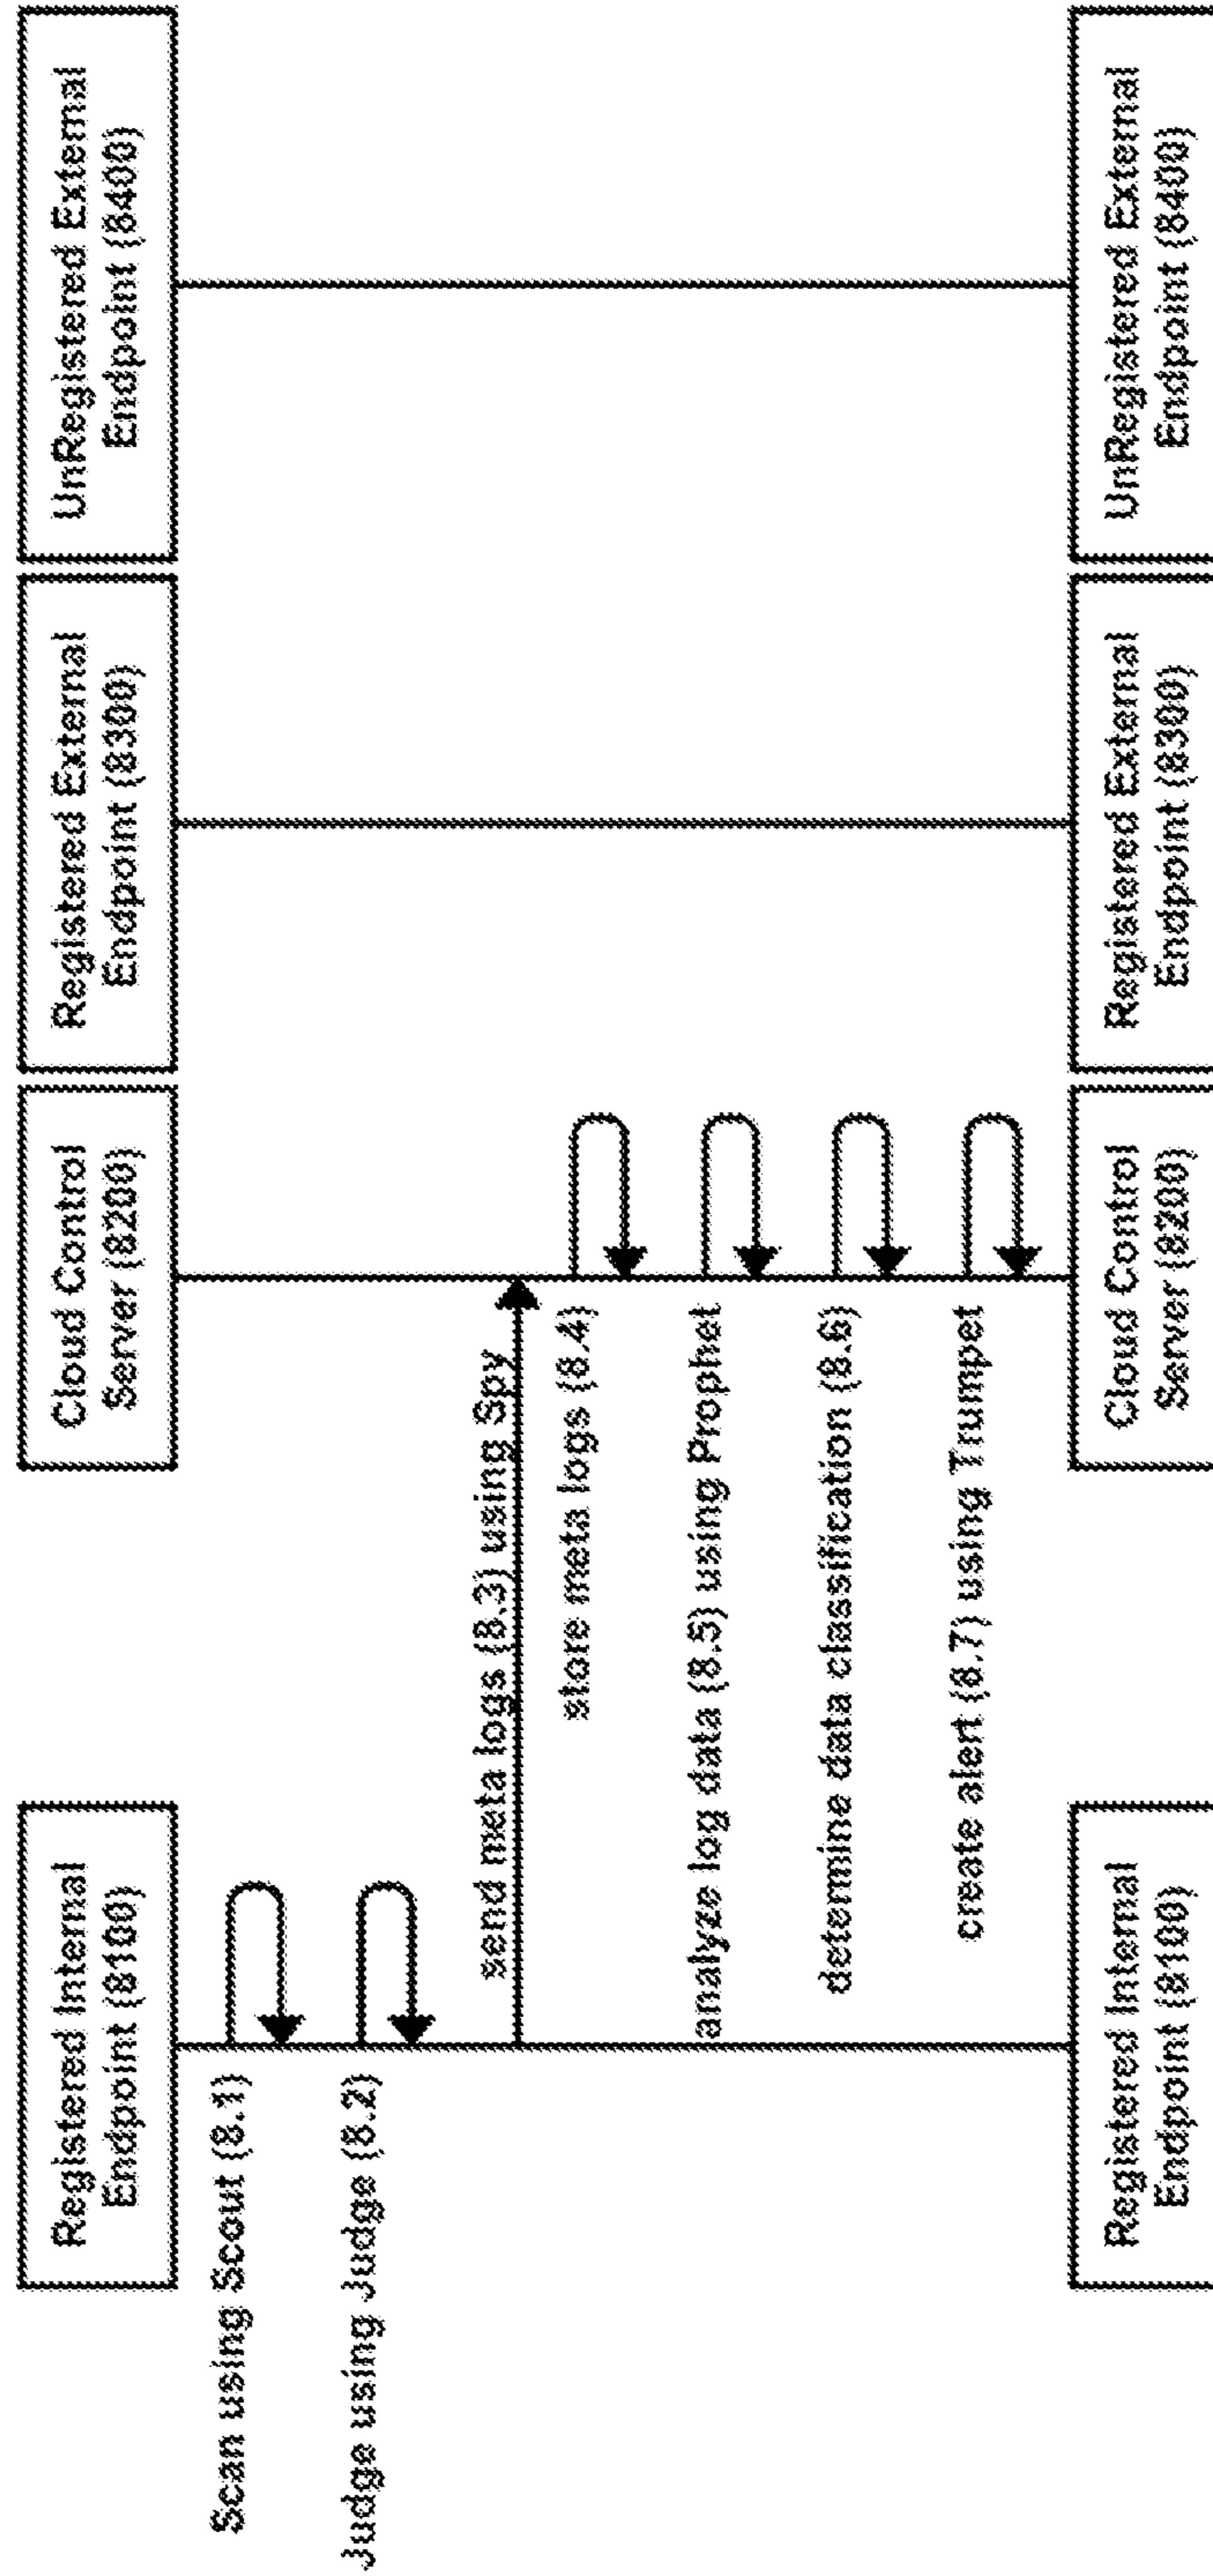 Registered Internal
Endpoint (8100)
Cloud Control
Server (8200)
Registered External
Endpoint (8300)
UnRegistered External
Endpoint (8400)
Scan using Scout (8.1)
Judge using Judge (8.2)
send meta logs (8.3) using Spy
store meta logs (8.4)
analyze log data (8.5) using Prophet
determine data classification (8.6)
create alert (8.7) using Trumpet
Registered Internal
Endpoint (8100)
Cloud Control
Server (8200)
Registered External
Endpoint (8300)
UnRegistered External
Endpoint (8400)